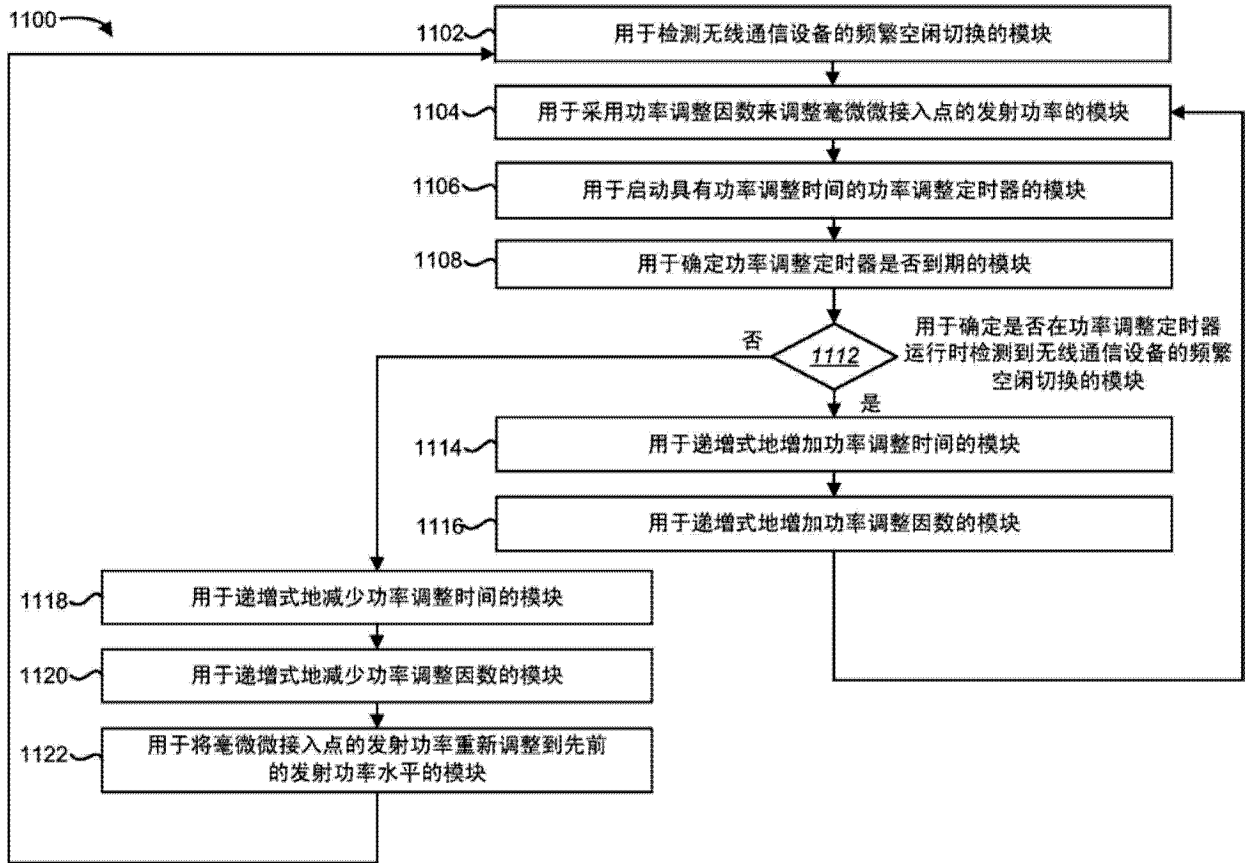 1100
1102
用于检测无线通信设备的频繁空闲切换的模块
1104
用于采用功率调整因数来调整毫微微接入点的发射功率的模块
1106
用于启动具有功率调整时间的功率调整定时器的模块
1108
用于确定功率调整定时器是否到期的模块
否
1112
用于确定是否在功率调整定时器
运行时检测到无线通信设备的频繁
空闲切换的模块
是
1114
用于递增式地增加功率调整时间的模块
1116
用于递增式地增加功率调整因数的模块
1118
用于递增式地减少功率调整时间的模块
1120
用于递增式地减少功率调整因数的模块
1122
用于将毫微微接入点的发射功率重新调整到先前
的发射功率水平的模块